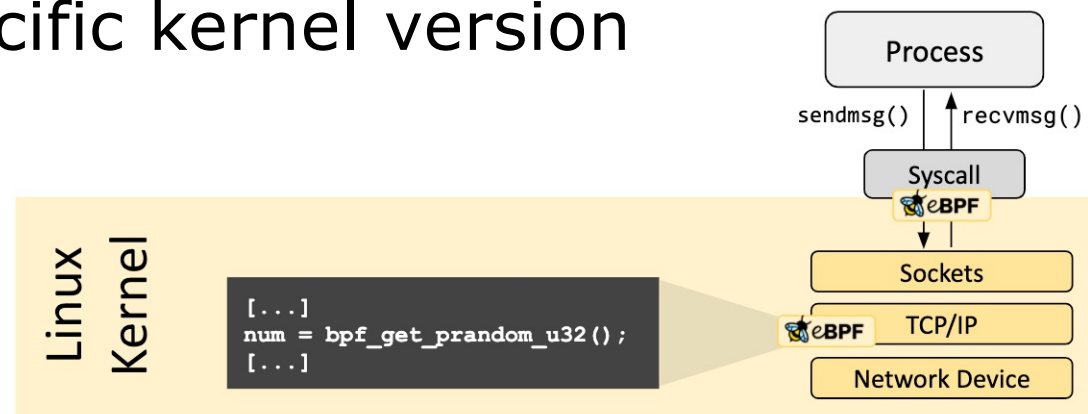 cific kernel version
Process
sendmsg()
recvmsg()
Syscall
eBPF
Linux
Kernel
Sockets
[...]
num = bpf_get_prandom_u32();
[...]
eBPF
TCP/IP
Network Device